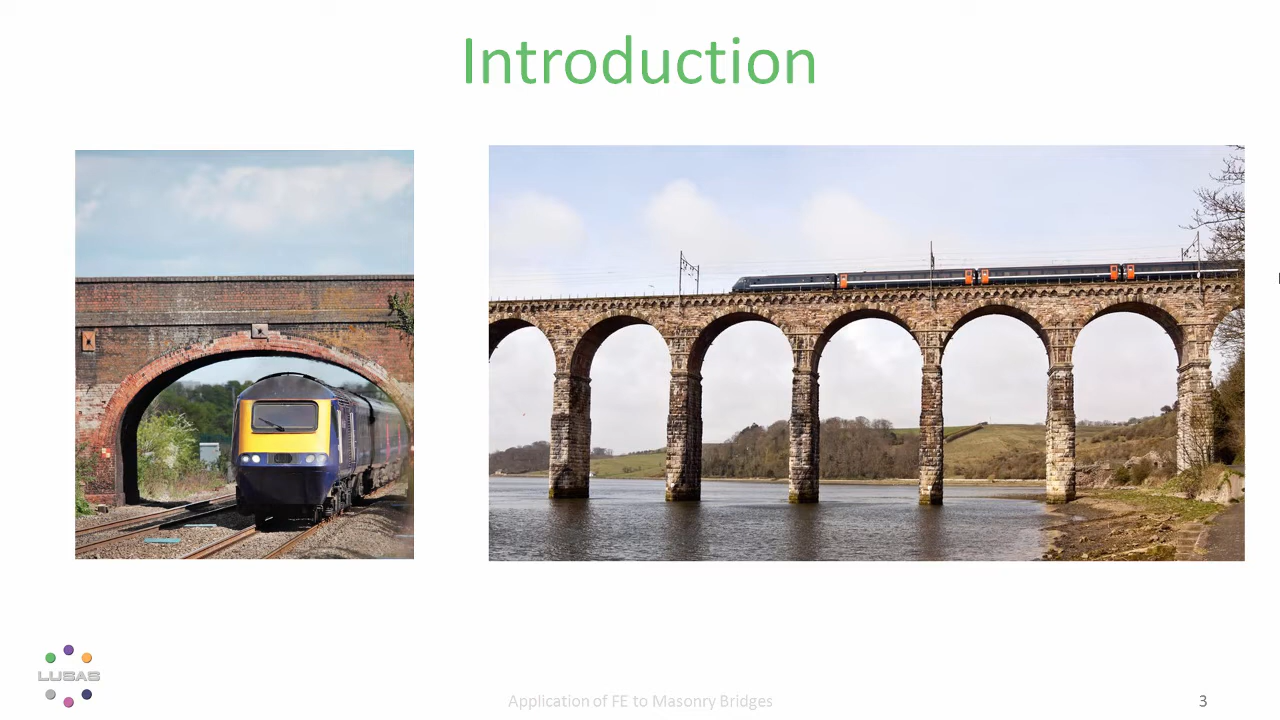 Introduction
LUSAS
Application of FE to Masonry Bridges
3